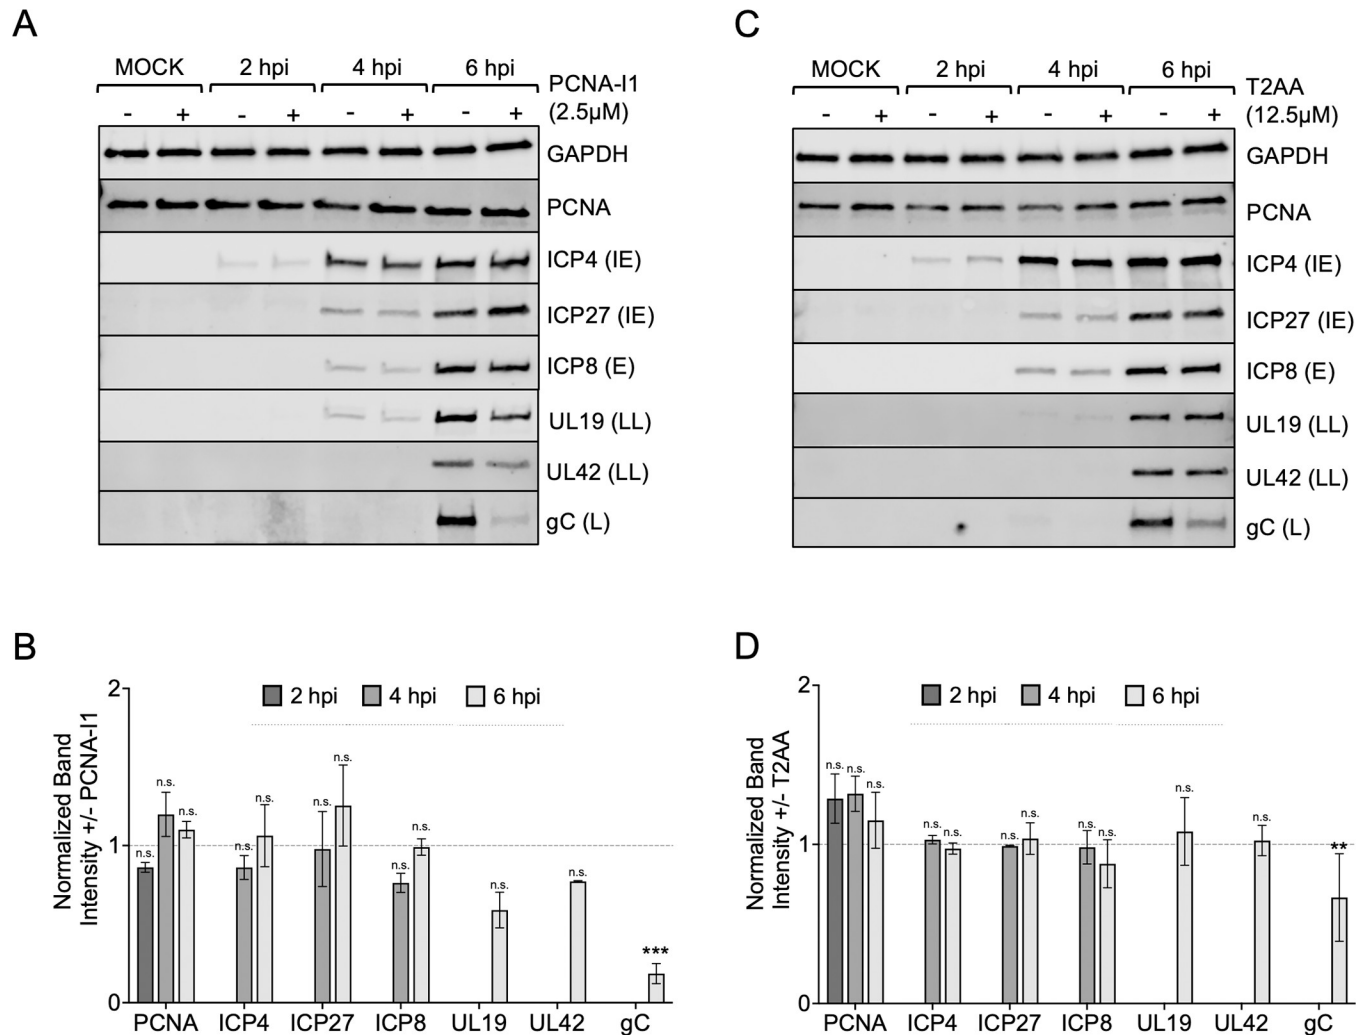 A
MOCK 2 hpi 4 hpi 6 hpi PCNA-I1
- + - + - + - + (2.5µM)
GAPDH
PCNA
ICP4 (IE)
ICP27 (IE)
ICP8 (E)
UL19 (LL)
UL42 (LL)
gC (L)
C
MOCK 2 hpi 4 hpi 6 hpi T2AA
- + - + - + - + (12.5µM)
GAPDH
PCNA
ICP4 (IE)
ICP27 (IE)
ICP8 (E)
UL19 (LL)
UL42 (LL)
gC (L)
B
Normalized Band
Intensity +/- PCNA-I1
2
1
0
2 hpi 4 hpi 6 hpi
n.s. n.s. n.s. n.s. n.s. n.s. n.s. n.s. n.s. n.s. n.s. ***
PCNA ICP4 ICP27 ICP8 UL19 UL42 gC
D
Normalized Band
Intensity +/- T2AA
2
1
0
2 hpi 4 hpi 6 hpi
n.s. n.s. n.s. n.s. n.s. n.s. n.s. n.s. n.s. n.s. n.s. **
PCNA ICP4 ICP27 ICP8 UL19 UL42 gC